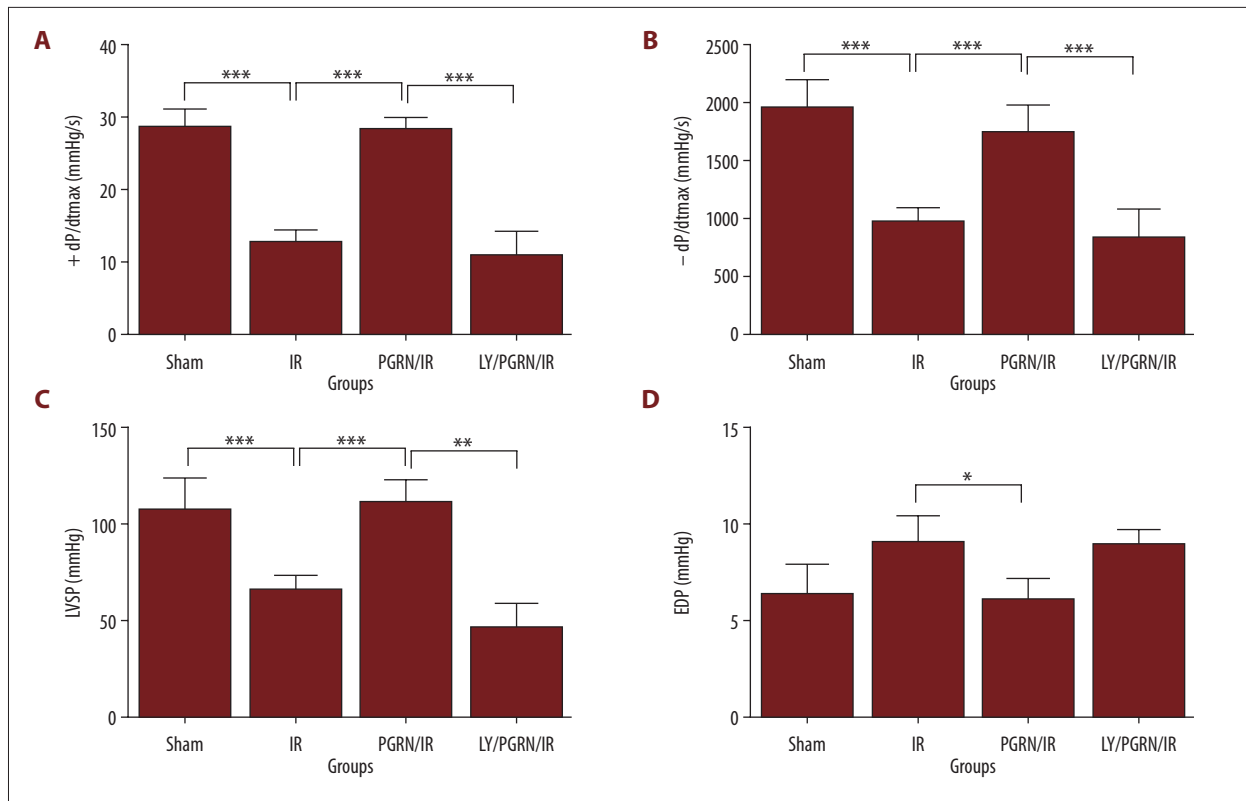 A
+ dP/dtmax (mmHg/s)
40
30
20
10
0
***
***
***
Sham
IR
PGRN/IR
LY/PGRN/IR
Groups
B
– dP/dtmax (mmHg/s)
2500
2000
1500
1000
500
0
***
***
***
Sham
IR
PGRN/IR
LY/PGRN/IR
Groups
C
LVSP (mmHg)
150
100
50
0
***
***
**
Sham
IR
PGRN/IR
LY/PGRN/IR
Groups
D
EDP (mmHg)
15
10
5
0
*
Sham
IR
PGRN/IR
LY/PGRN/IR
Groups